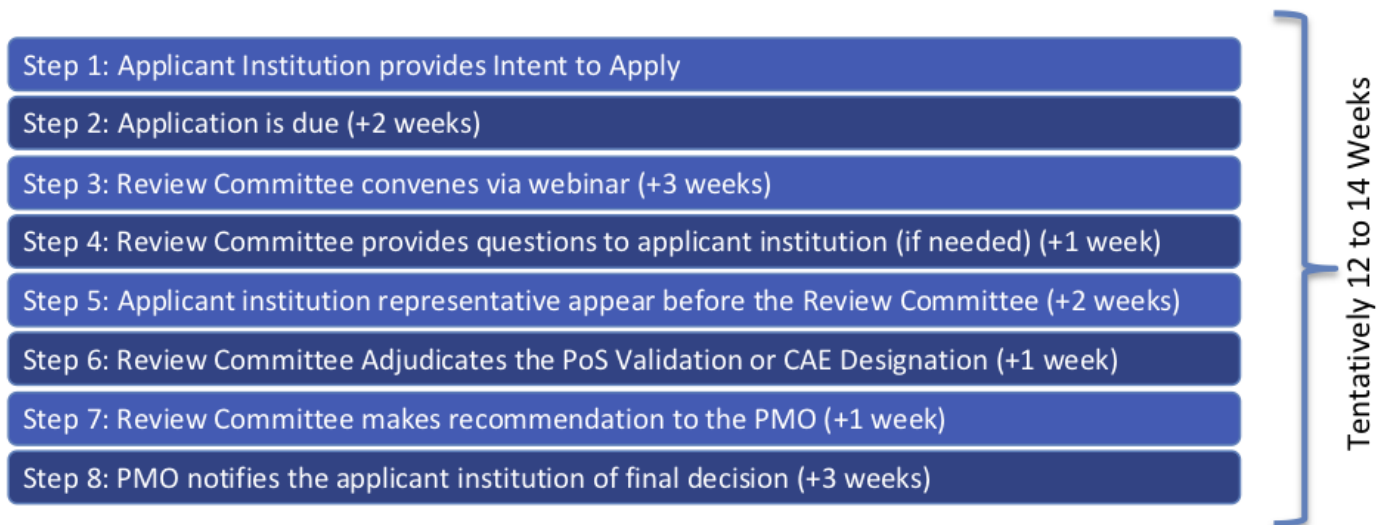 Step 1: Applicant Institution provides Intent to Apply
Step 2: Application is due (+2 weeks)
Step 3: Review Committee convenes via webinar (+3 weeks)
Step 4: Review Committee provides questions to applicant institution (if needed) (+1 week)
Step 5: Applicant institution representative appear before the Review Committee (+2 weeks)
Step 6: Review Committee Adjudicates the PoS Validation or CAE Designation (+1 week)
Step 7: Review Committee makes recommendation to the PMO (+1 week)
Step 8: PMO notifies the applicant institution of final decision (+3 weeks)
Tentatively 12 to 14 Weeks